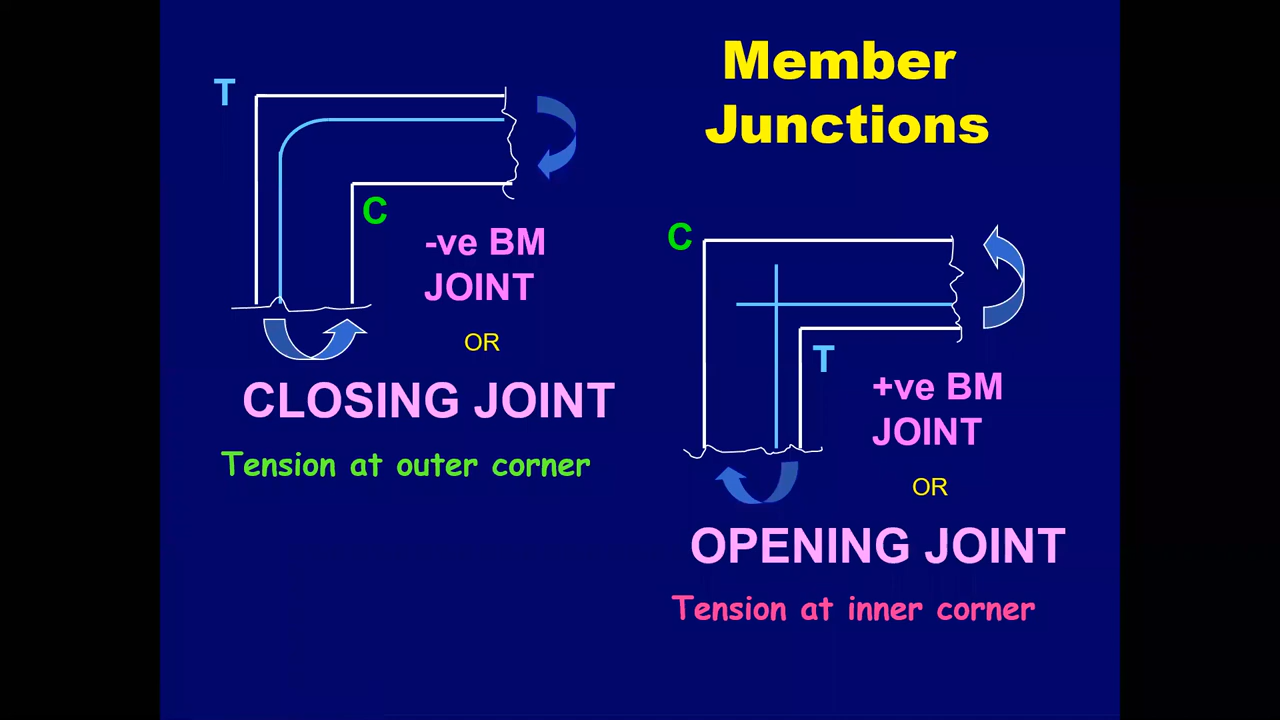 Member
Junctions
T
C
-ve BM
JOINT
OR
CLOSING JOINT
Tension at outer corner
C
T
+ve BM
JOINT
OR
OPENING JOINT
Tension at inner corner